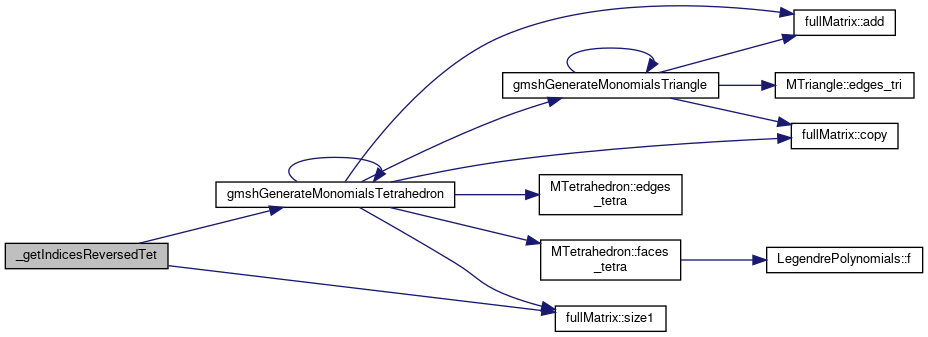 fullMatrix::add
gmshGenerateMonomialsTriangle
MTriangle::edges_tri
fullMatrix::copy
gmshGenerateMonomialsTetrahedron
MTetrahedron::edges
_tetra
_getIndicesReversedTet
MTetrahedron::faces
_tetra
LegendrePolynomials::f
fullMatrix::size1